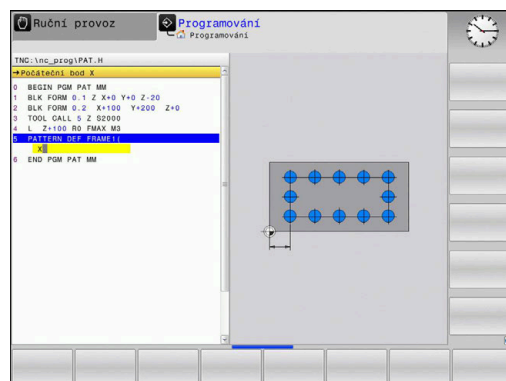 Ruční provoz
Programování
Programování
TNC:\nc_prog\PAT.H
→Počáteční bod X
0 BEGIN PGM PAT MM
1 BLK FORM 0.1 Z X+0 Y+0 Z-20
2 BLK FORM 0.2 X+100 Y+200 Z+0
3 TOOL CALL 5 Z S2000
4 L Z+100 R0 FMAX M3
5 PATTERN DEF FRAME1(
X
6 END PGM PAT MM